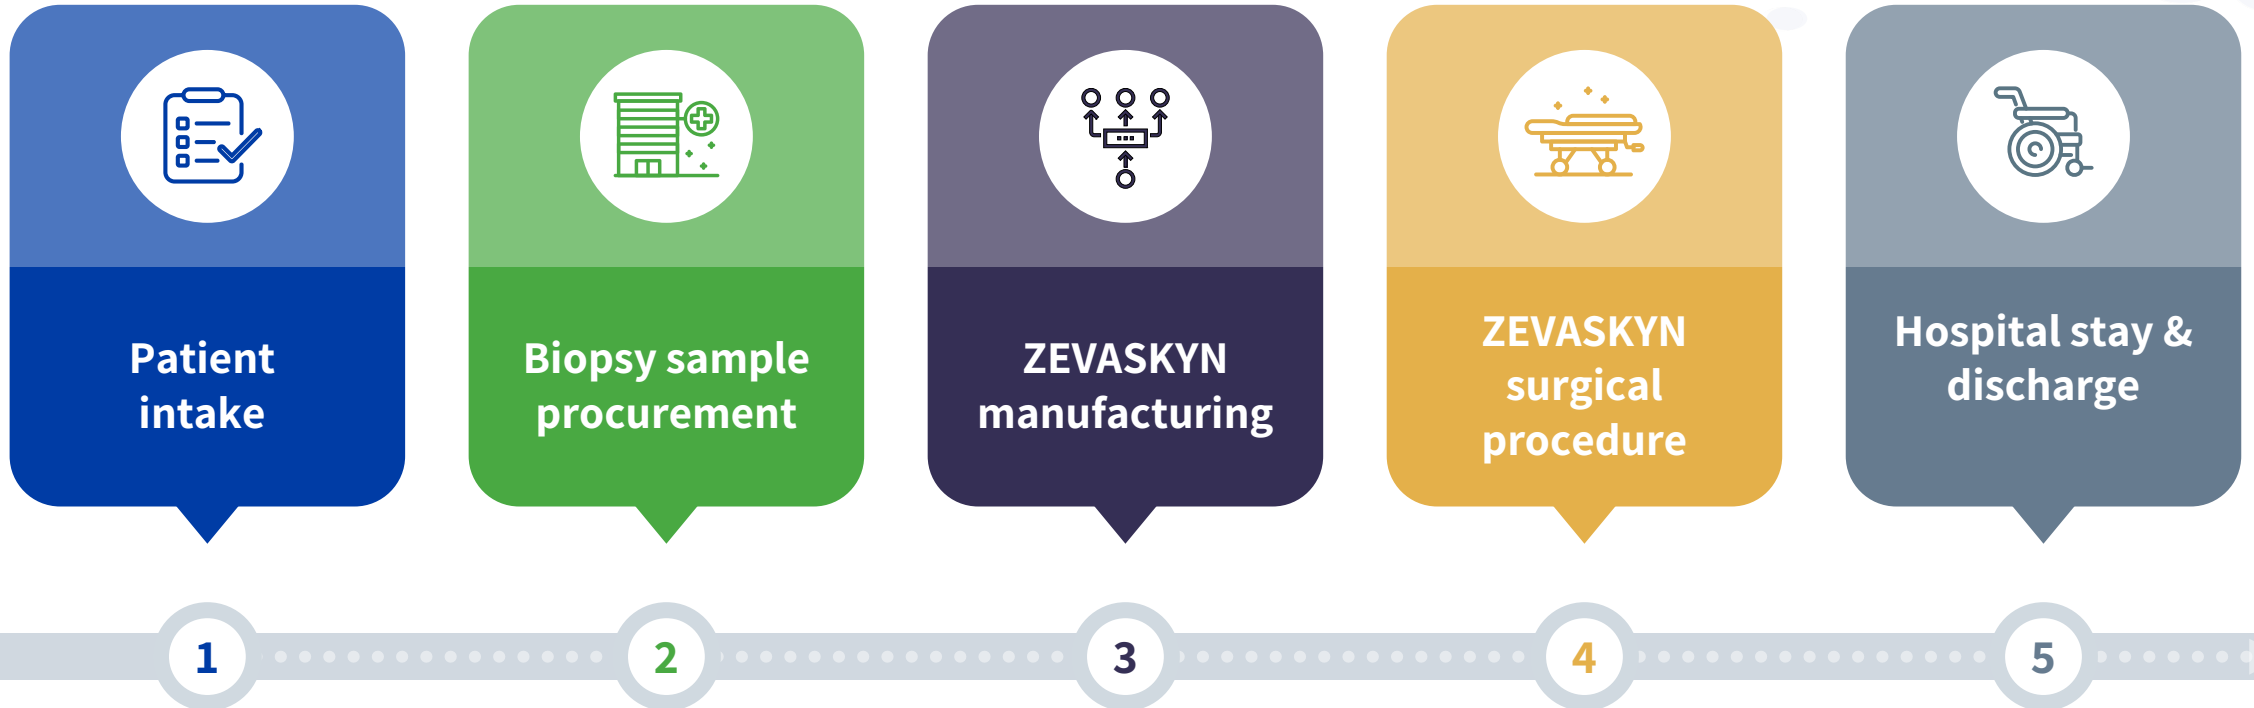 Patient
intake
Biopsy sample
procurement
ZEVASKYN
manufacturing
ZEVASKYN
surgical
procedure
Hospital stay &
discharge
1
2
3
4
5